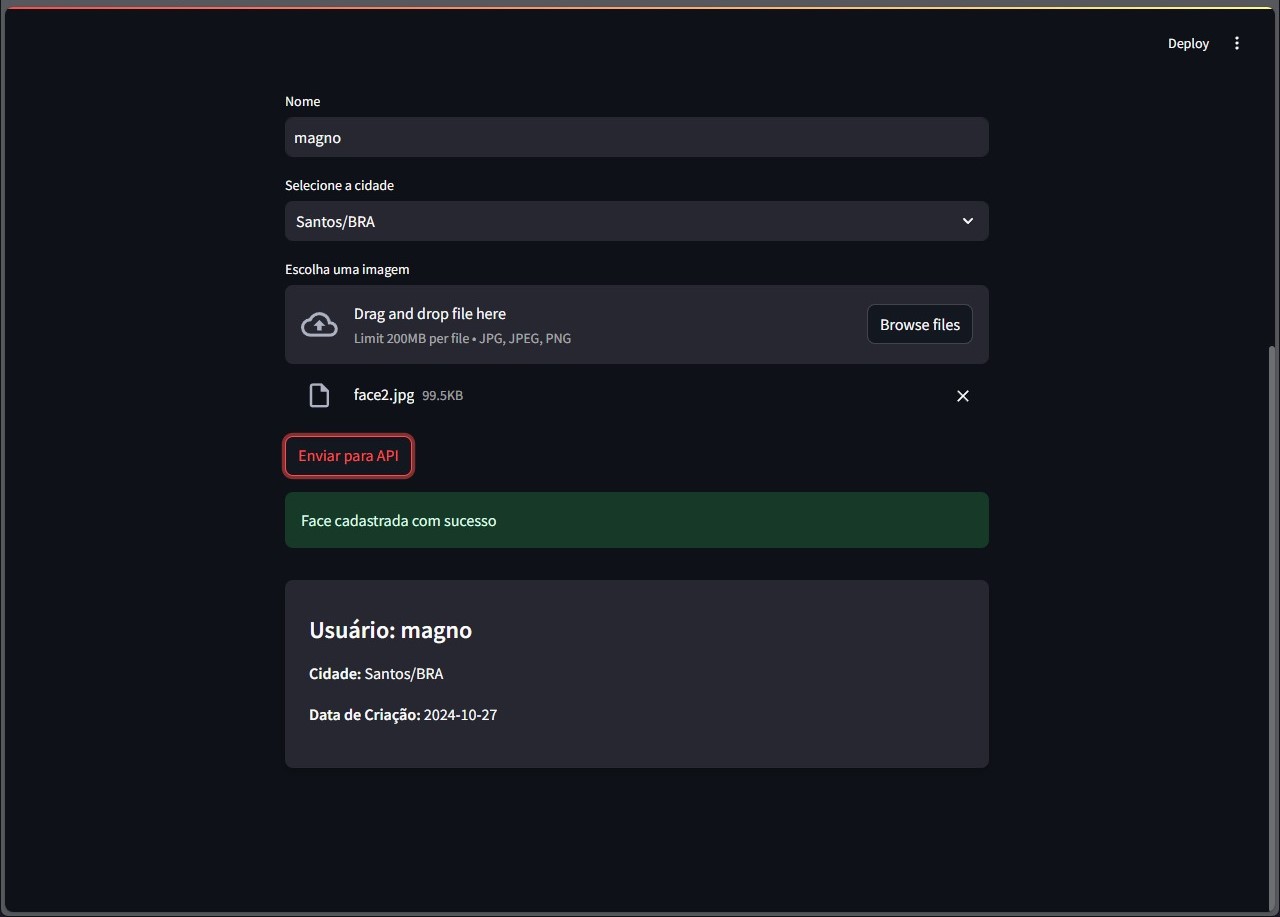 Deploy
Nome
magno
Selecione a cidade
Santos/BRA
Escolha uma imagem
Drag and drop file here
Limit 200MB per file • JPG, JPEG, PNG
Browse files
face2.jpg 99.5KB
Enviar para API
Face cadastrada com sucesso
Usuário: magno
Cidade: Santos/BRA
Data de Criação: 2024-10-27